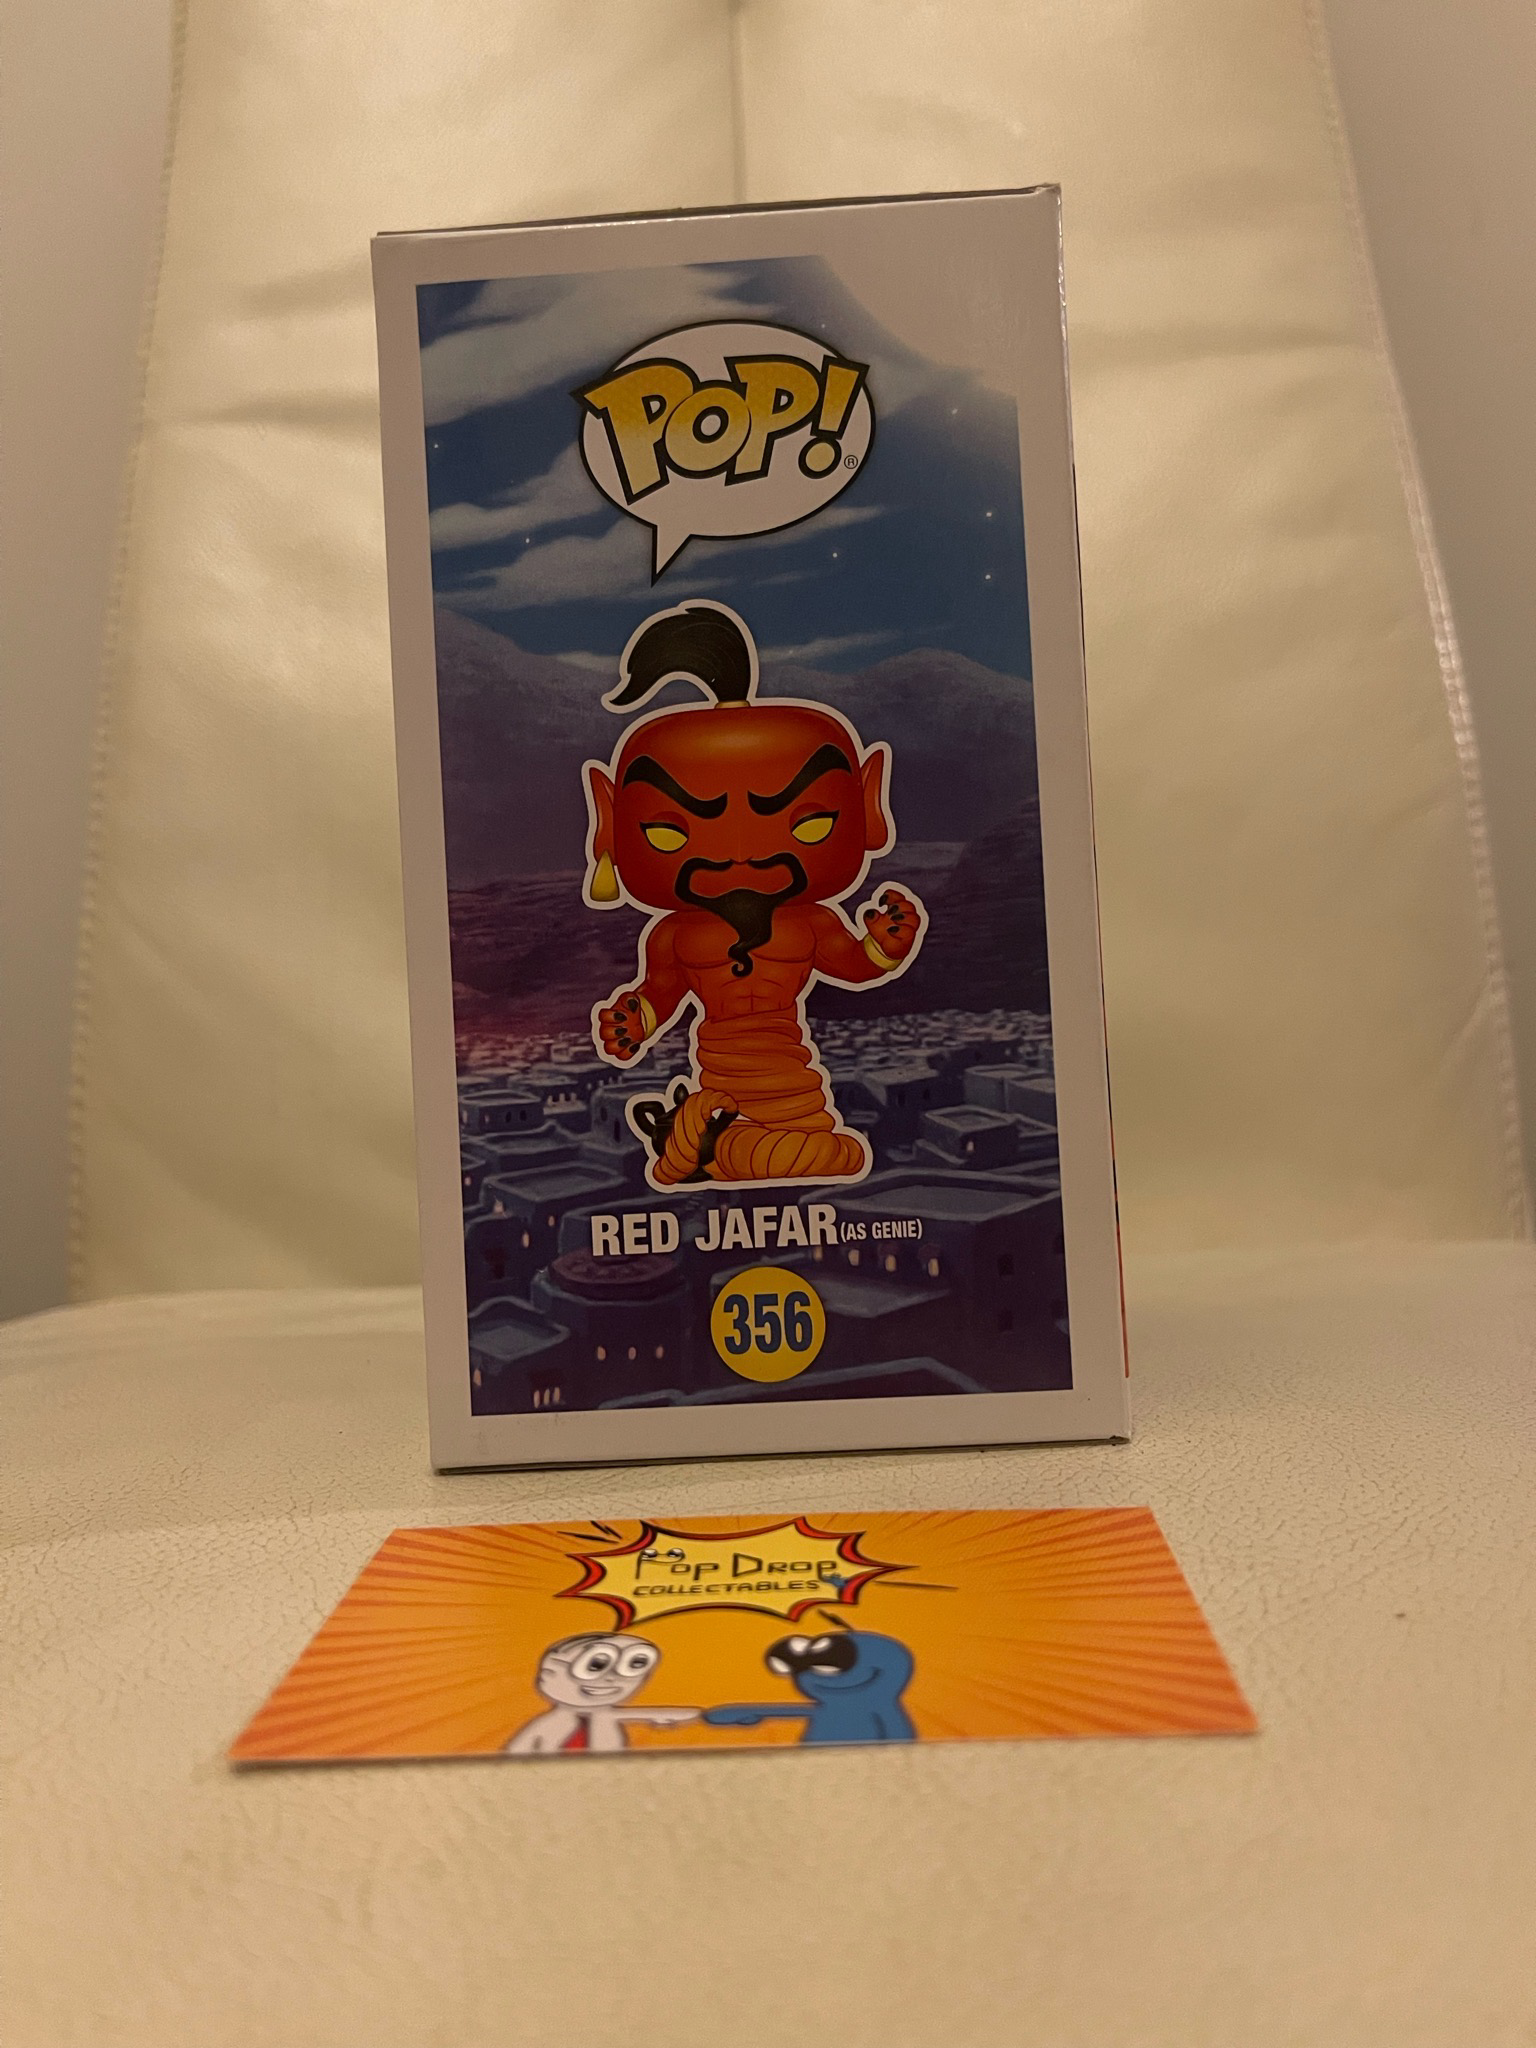 POP!®
RED JAFAR (AS GENIE)
356
POP DROP
COLLECTABLES